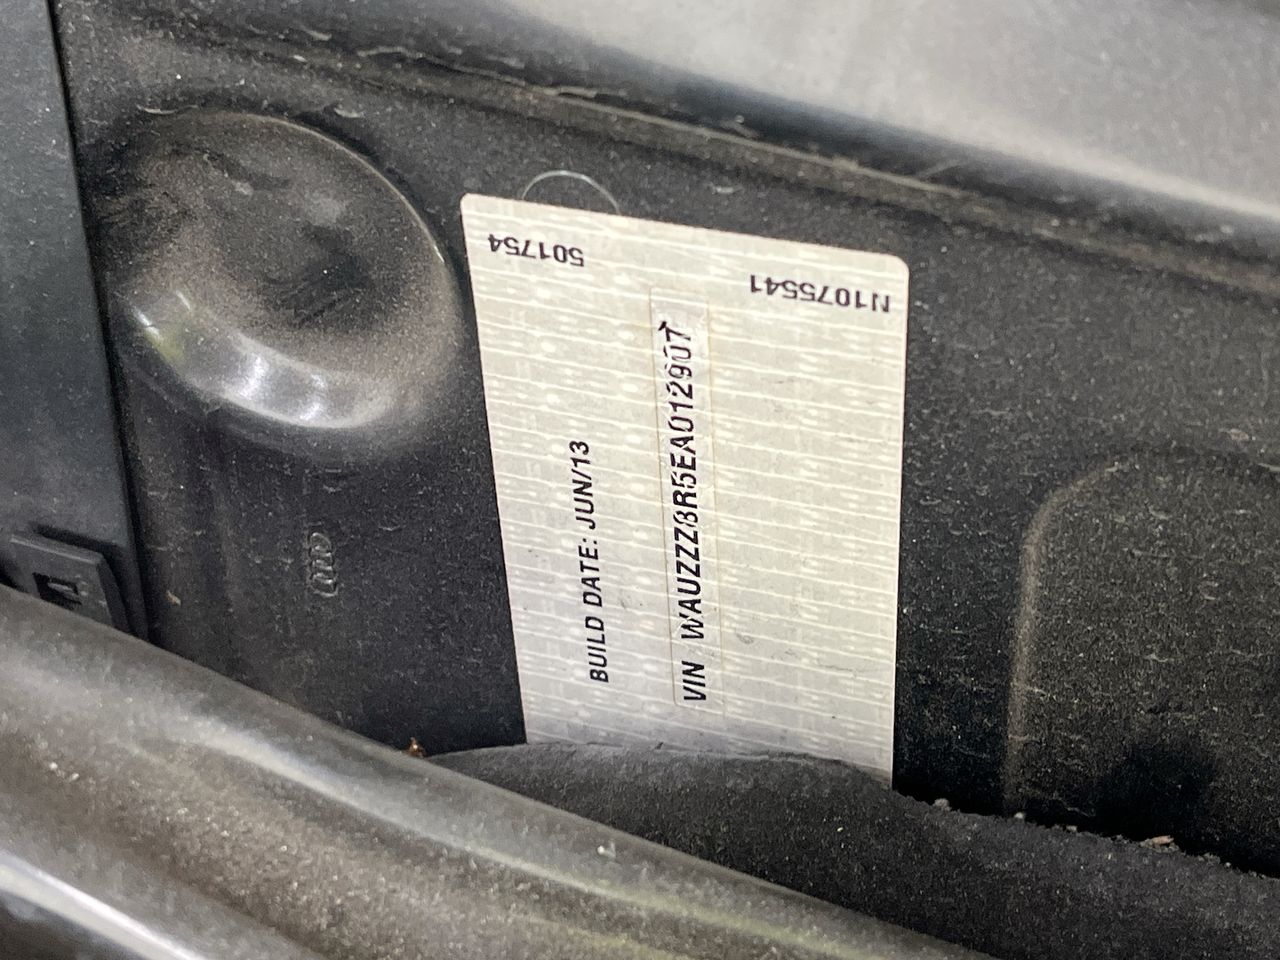 501754
N1075541
BUILD DATE: JUN/13
VIN WAUZZZ8R5EA012907